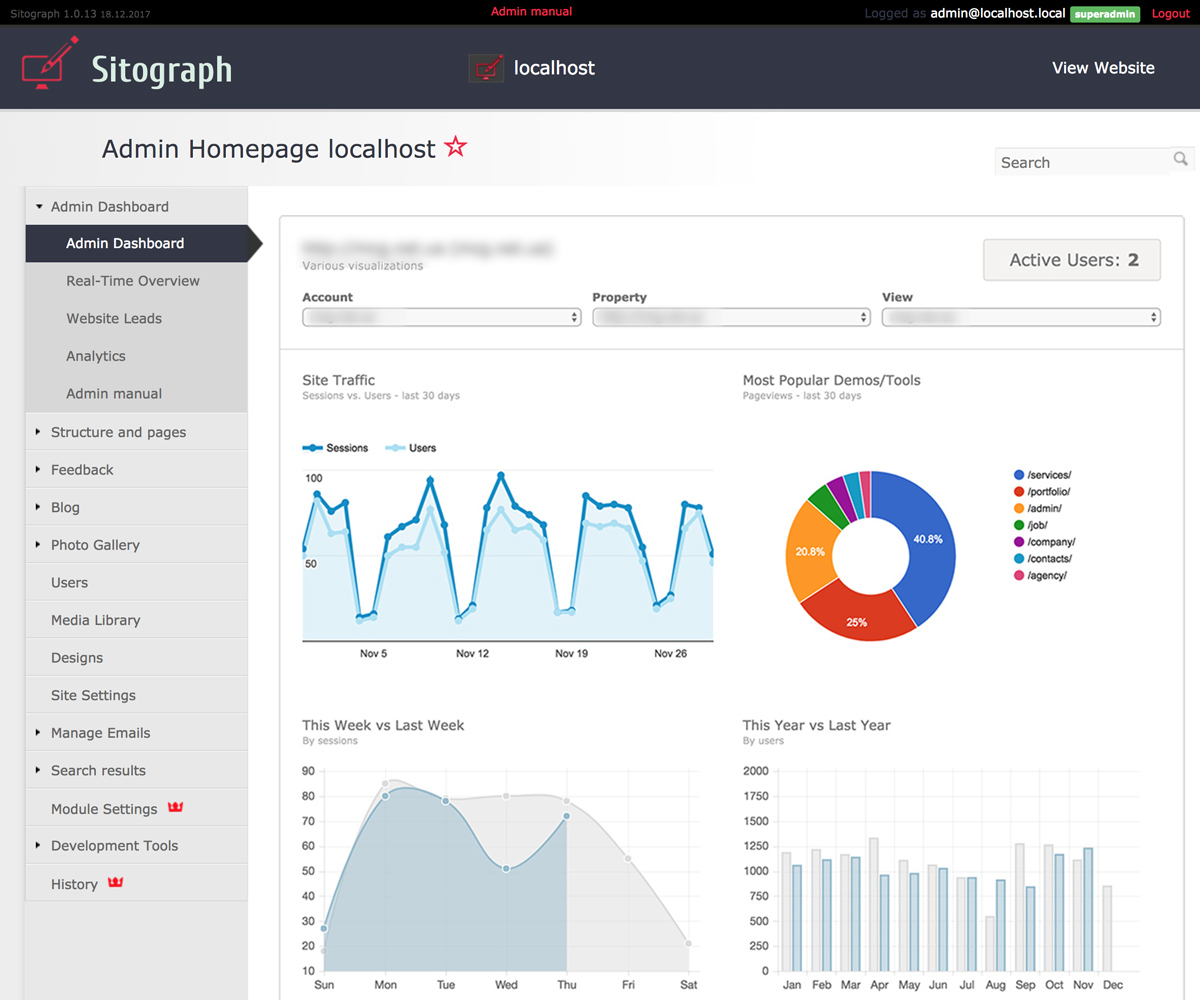 Sitograph 1.0.13 18.12.2017
Admin manual
Logged as admin@localhost.local superadmin Logout
Sitograph
localhost
View Website
Admin Homepage localhost
Search
Admin Dashboard
Admin Dashboard
Real-Time Overview
Website Leads
Analytics
Admin manual
Structure and pages
Feedback
Blog
Photo Gallery
Users
Media Library
Designs
Site Settings
Manage Emails
Search results
Module Settings
Development Tools
History
Various visualizations
Active Users: 2
Account Property View
Site Traffic
Sessions vs. Users - last 30 days
Sessions Users
100
50
Nov 5 Nov 12 Nov 19 Nov 26
Most Popular Demos/Tools
Pageviews - last 30 days
40.8%
20.8%
25%
/services/
/portfolio/
/admin/
/job/
/company/
/contacts/
/agency/
This Week vs Last Week
By sessions
90
80
70
60
50
40
30
20
10
Sun Mon Tue Wed Thu Fri Sat
This Year vs Last Year
By users
2000
1750
1500
1250
1000
750
500
250
0
Jan Feb Mar Apr May Jun Jul Aug Sep Oct Nov Dec